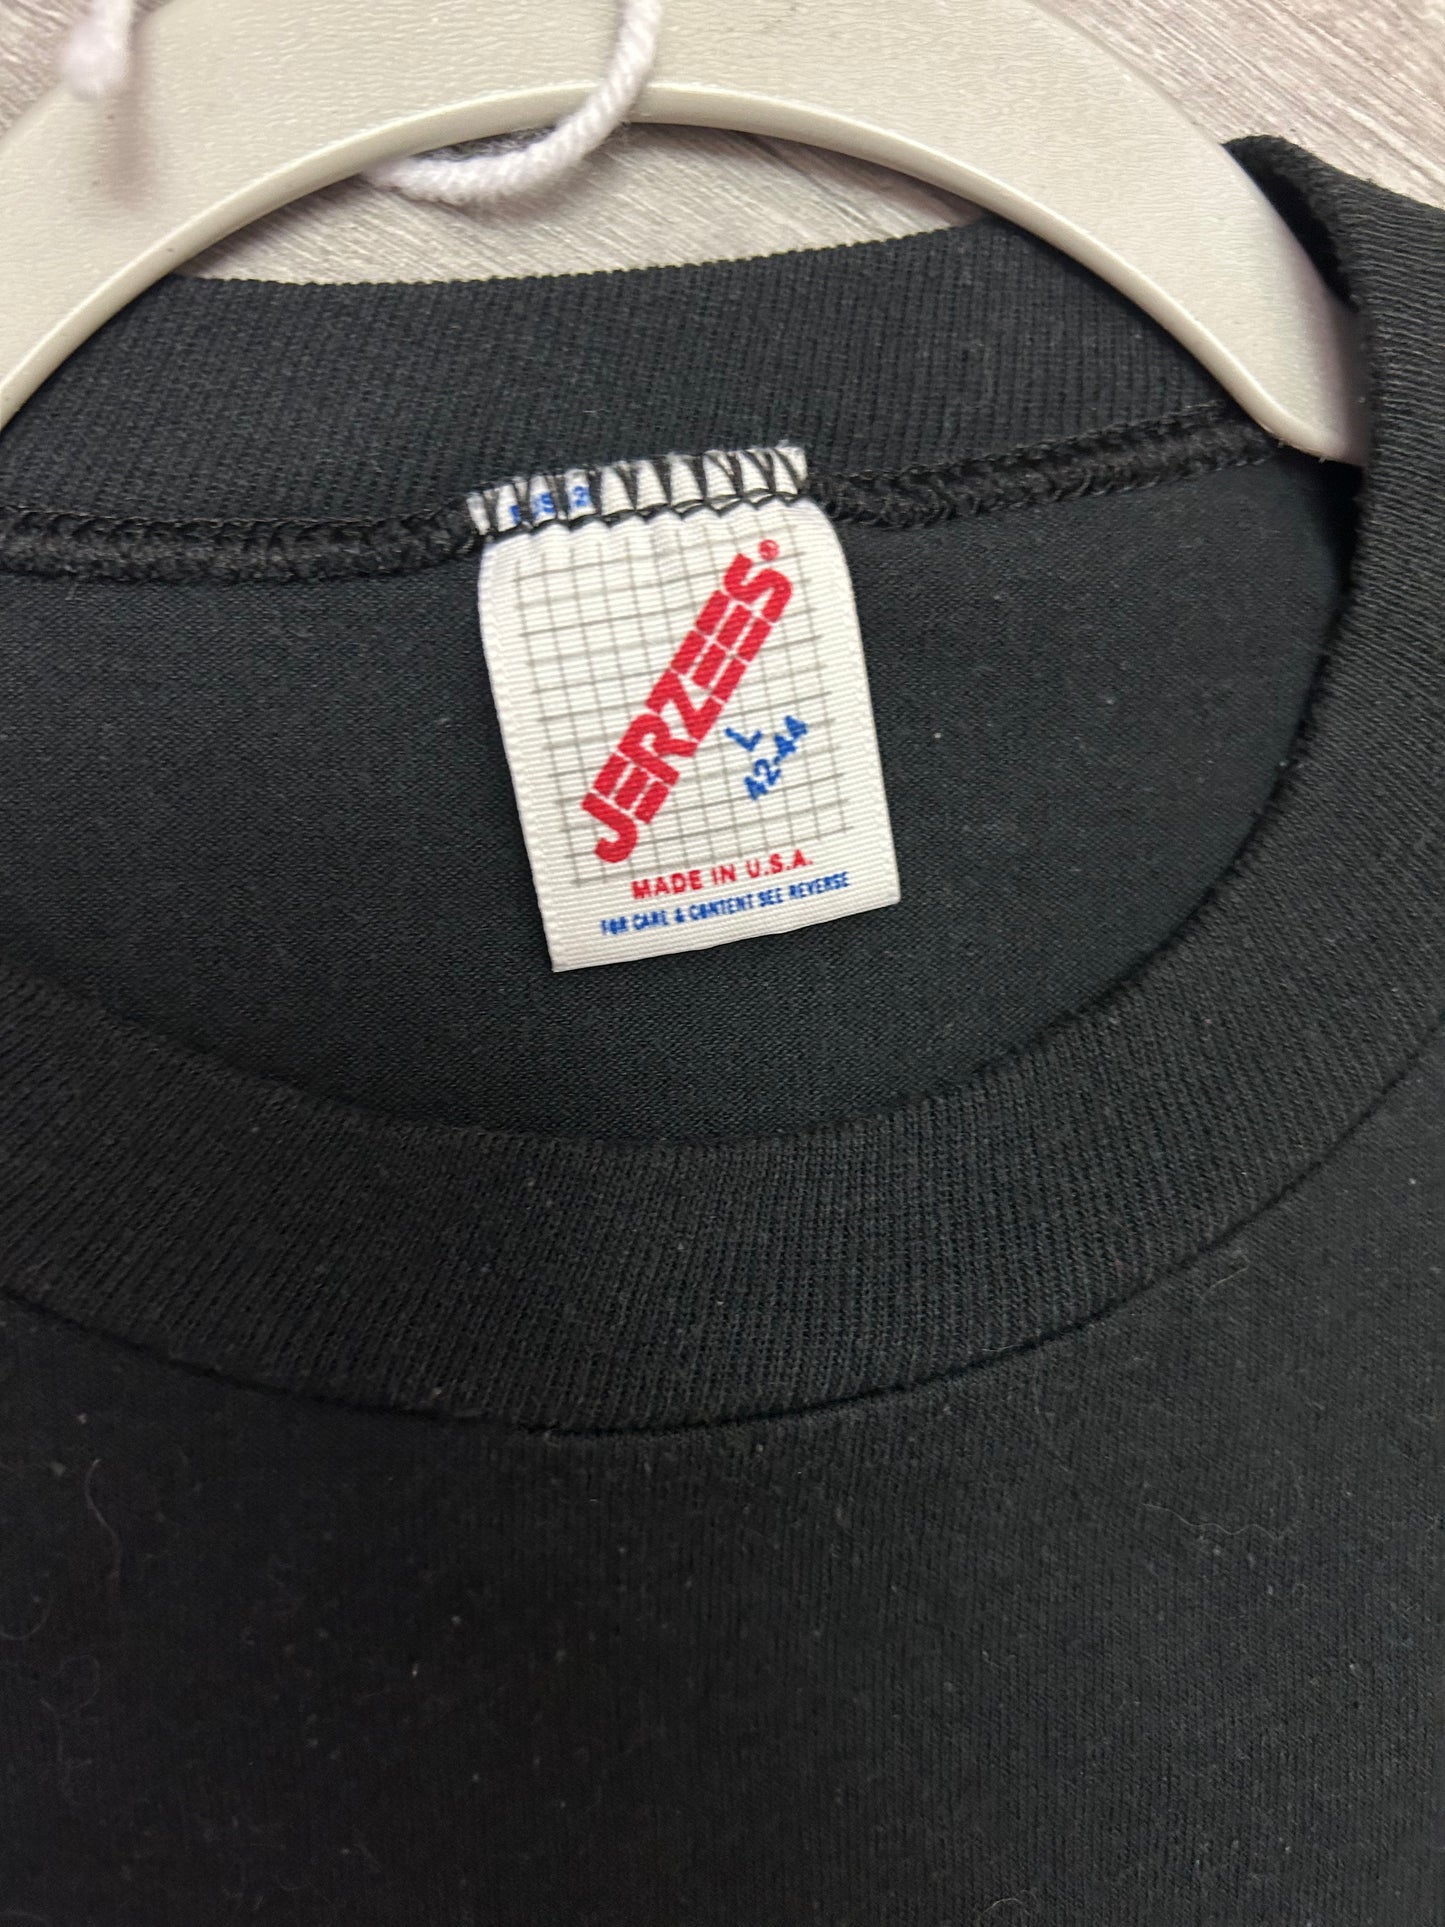 JERZEES®
L
42-44
MADE IN U.S.A.
FOR CARE & CONTENT SEE REVERSE